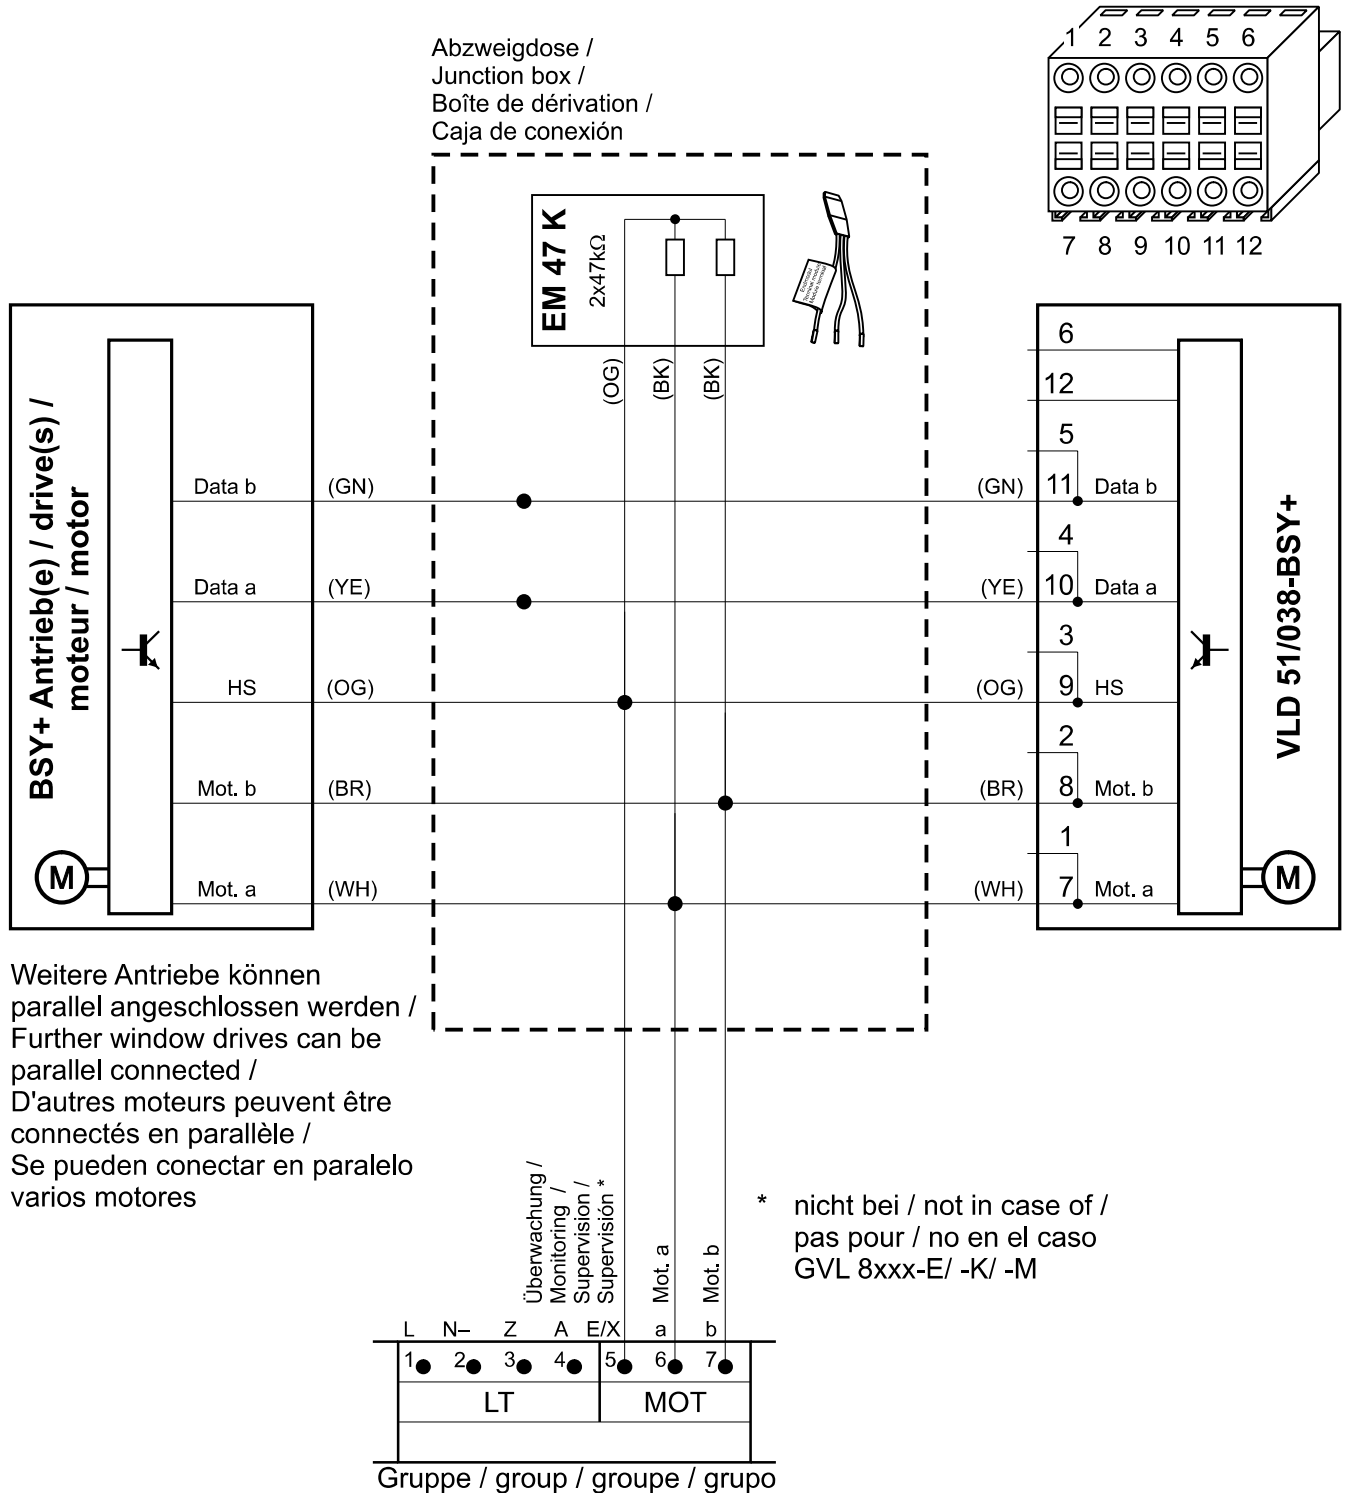 Abzweigdose /
Junction box /
Boîte de dérivation /
Caja de conexión
1 2 3 4 5 6
7 8 9 10 11 12
EM 47 K
2x47kΩ
(OG) (BK) (BK)
BSY+ Antrieb(e) / drive(s) /
moteur / motor
Data b (GN)
Data a (YE)
HS (OG)
Mot. b (BR)
Mot. a (WH)
M
6
12
5
(GN) 11 Data b
4
(YE) 10 Data a
3
(OG) 9 HS
2
(BR) 8 Mot. b
1
(WH) 7 Mot. a
M
VLD 51/038-BSY+
Weitere Antriebe können
parallel angeschlossen werden /
Further window drives can be
parallel connected /
D'autres moteurs peuvent être
connectés en parallèle /
Se pueden conectar en paralelo
varios motores
Überwachung /
Monitoring /
Supervision /
Supervisión *
Mot. a
Mot. b
* nicht bei / not in case of /
pas pour / no en el caso
GVL 8xxx-E/ -K/ -M
L N– Z A E/X a b
1 2 3 4 5 6 7
LT MOT
Gruppe / group / groupe / grupo